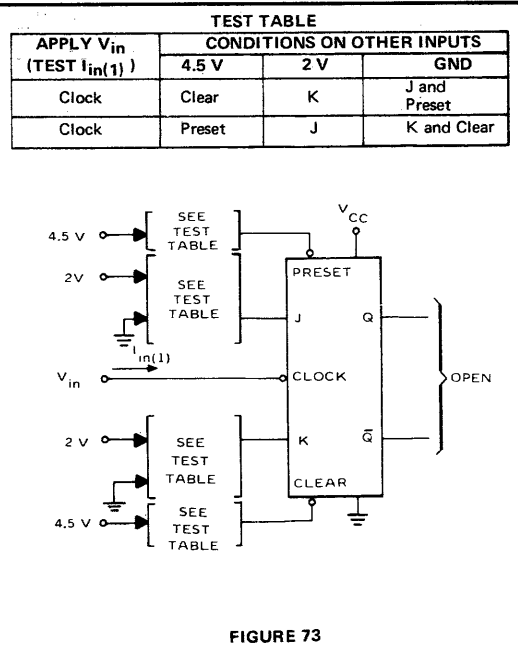 TEST TABLE
APPLY Vin CONDITIONS ON OTHER INPUTS
(TEST Iin(1) ) 4.5 V 2 V GND
Clock Clear K J and
Preset
Clock Preset J K and Clear
VCC
4.5 V SEE
TEST
TABLE
PRESET
2V SEE
TEST
TABLE
J Q
Iin(1)
Vin CLOCK OPEN
2 V SEE
TEST
TABLE
K Q̄
CLEAR
4.5 V SEE
TEST
TABLE
FIGURE 73